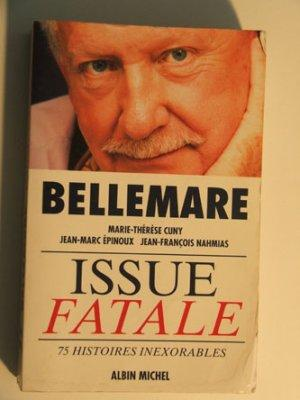 BELLEMARE
MARIE-THÉRÈSE CUNY
JEAN-MARC ÉPINOUX JEAN-FRANÇOIS NAHMIAS
ISSUE
FATALE
75 HISTOIRES INEXORABLES
ALBIN MICHEL